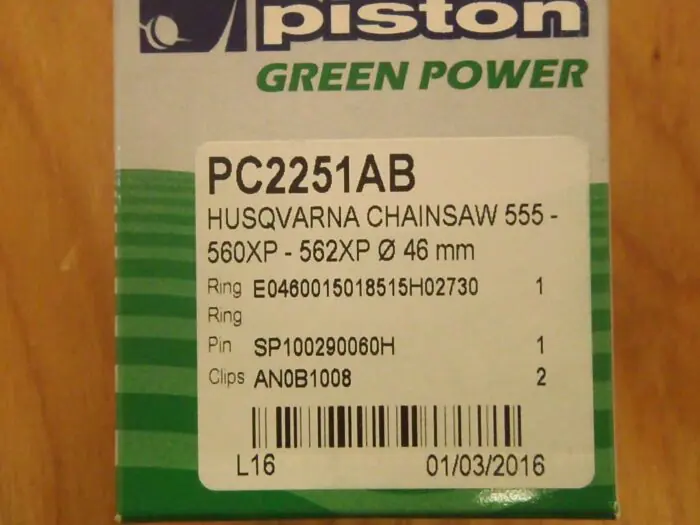 piston
GREEN POWER
PC2251AB
HUSQVARNA CHAINSAW 555 -
560XP - 562XP Ø 46 mm
Ring E0460015018515H02730 1
Ring
Pin SP100290060H 1
Clips AN0B1008 2
L16 01/03/2016